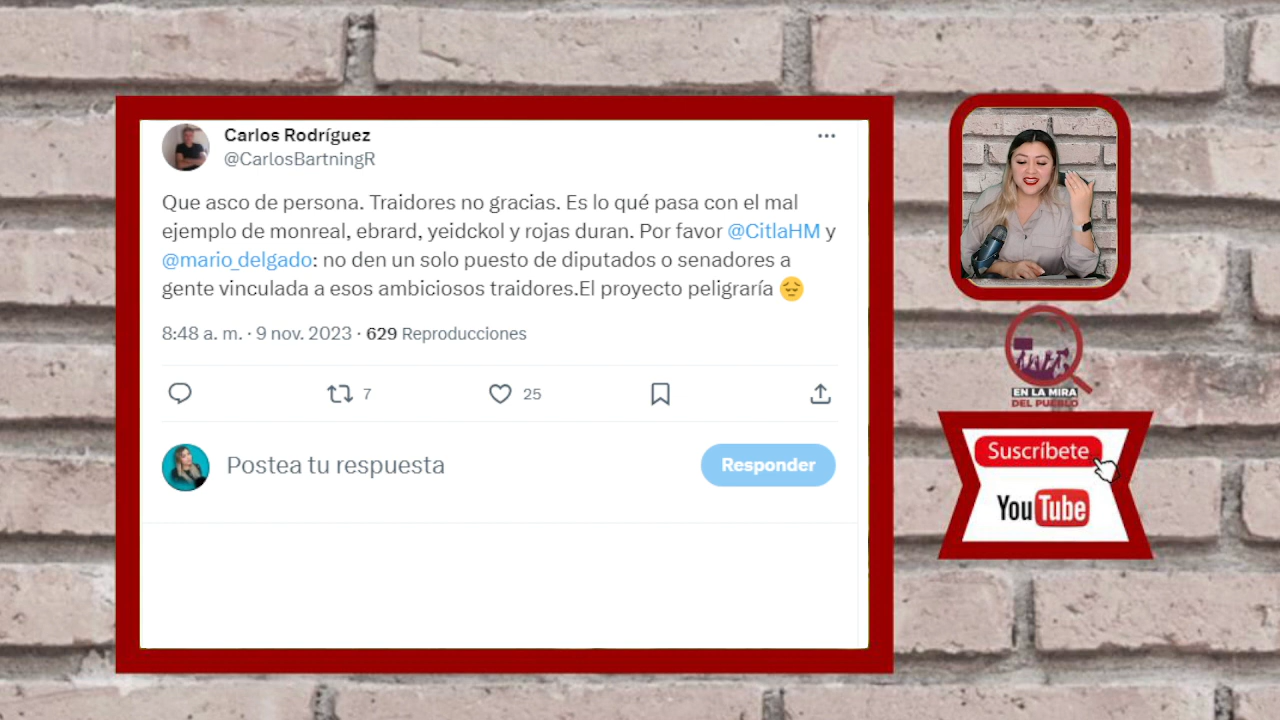 Carlos Rodríguez
@CarlosBartningR
Que asco de persona. Traidores no gracias. Es lo qué pasa con el mal
ejemplo de monreal, ebrard, yeidckol y rojas duran. Por favor @CitlaHM y
@mario_delgado: no den un solo puesto de diputados o senadores a
gente vinculada a esos ambiciosos traidores.El proyecto peligraría 😔
8:48 a. m. · 9 nov. 2023 · 629 Reproducciones
7
25
Postea tu respuesta
Responder
EN LA MIRA
DEL PUEBLO
Suscríbete
YouTube